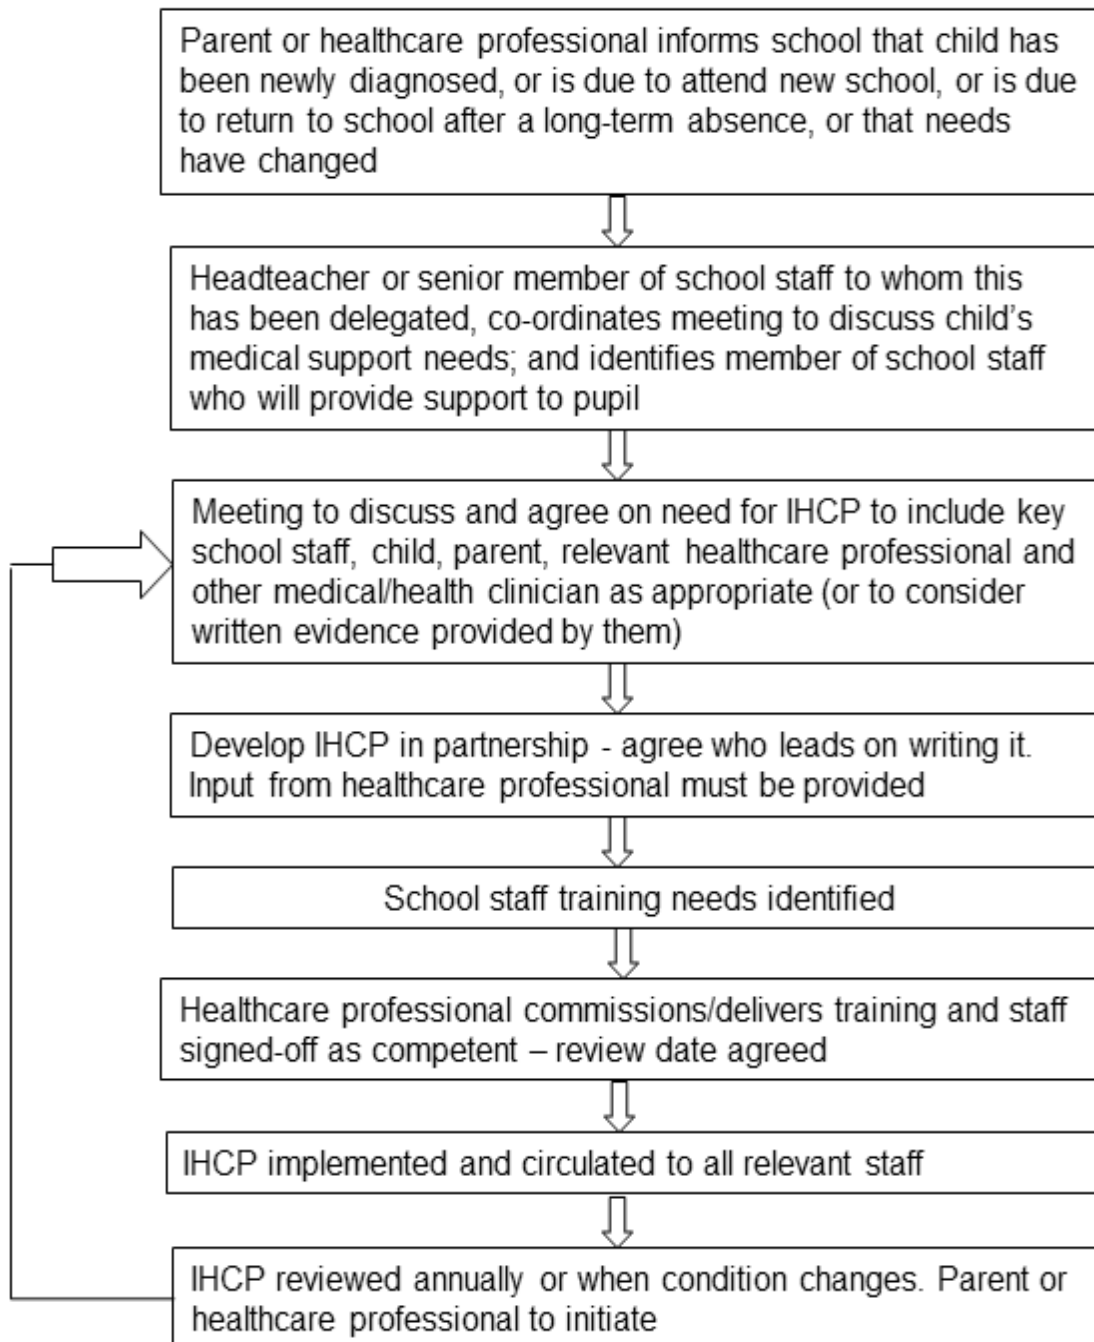 Parent or healthcare professional informs school that child has
been newly diagnosed, or is due to attend new school, or is due
to return to school after a long-term absence, or that needs
have changed
Headteacher or senior member of school staff to whom this
has been delegated, co-ordinates meeting to discuss child's
medical support needs; and identifies member of school staff
who will provide support to pupil
Meeting to discuss and agree on need for IHCP to include key
school staff, child, parent, relevant healthcare professional and
other medical/health clinician as appropriate (or to consider
written evidence provided by them)
Develop IHCP in partnership - agree who leads on writing it.
Input from healthcare professional must be provided
School staff training needs identified
Healthcare professional commissions/delivers training and staff
signed-off as competent – review date agreed
IHCP implemented and circulated to all relevant staff
IHCP reviewed annually or when condition changes. Parent or
healthcare professional to initiate